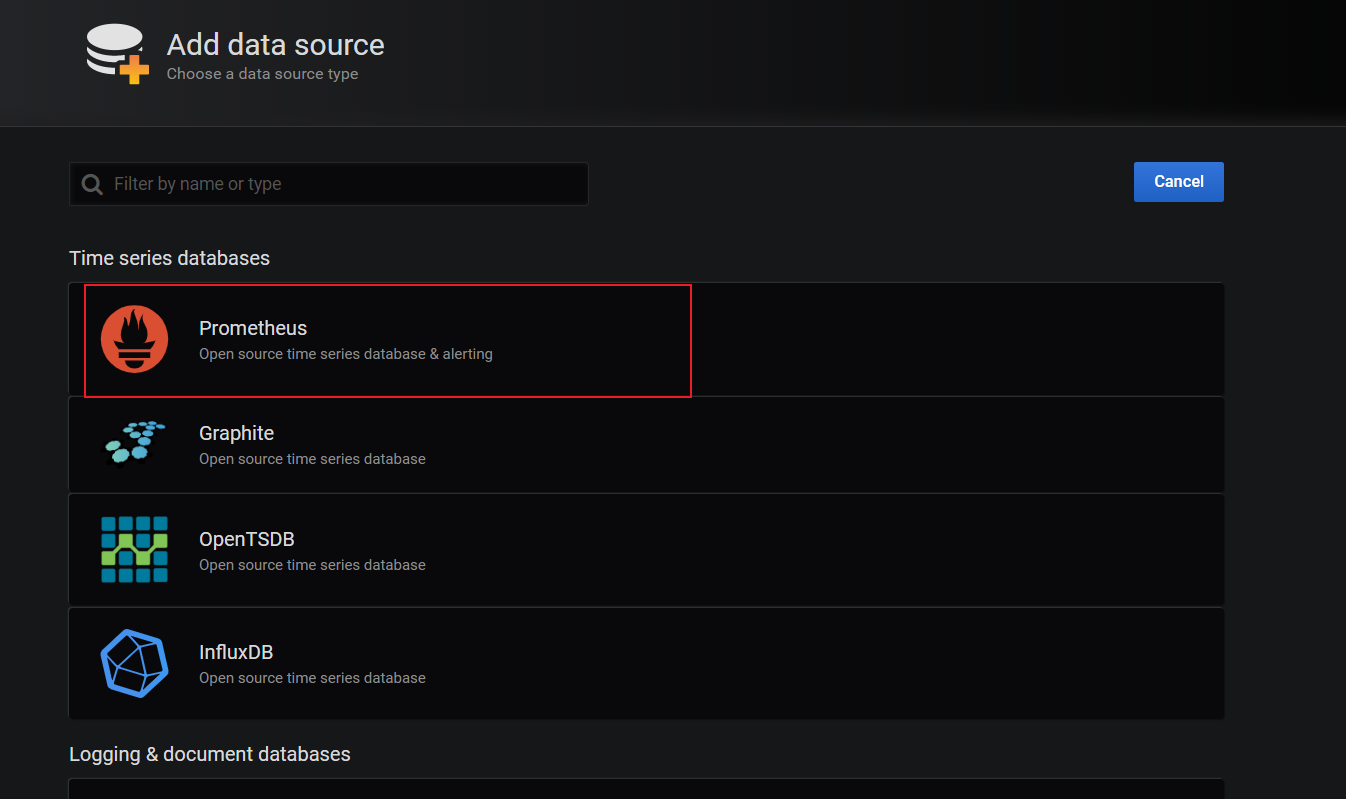 Add data source
Choose a data source type
Filter by name or type
Cancel
Time series databases
Prometheus
Open source time series database & alerting
Graphite
Open source time series database
OpenTSDB
Open source time series database
InfluxDB
Open source time series database
Logging & document databases